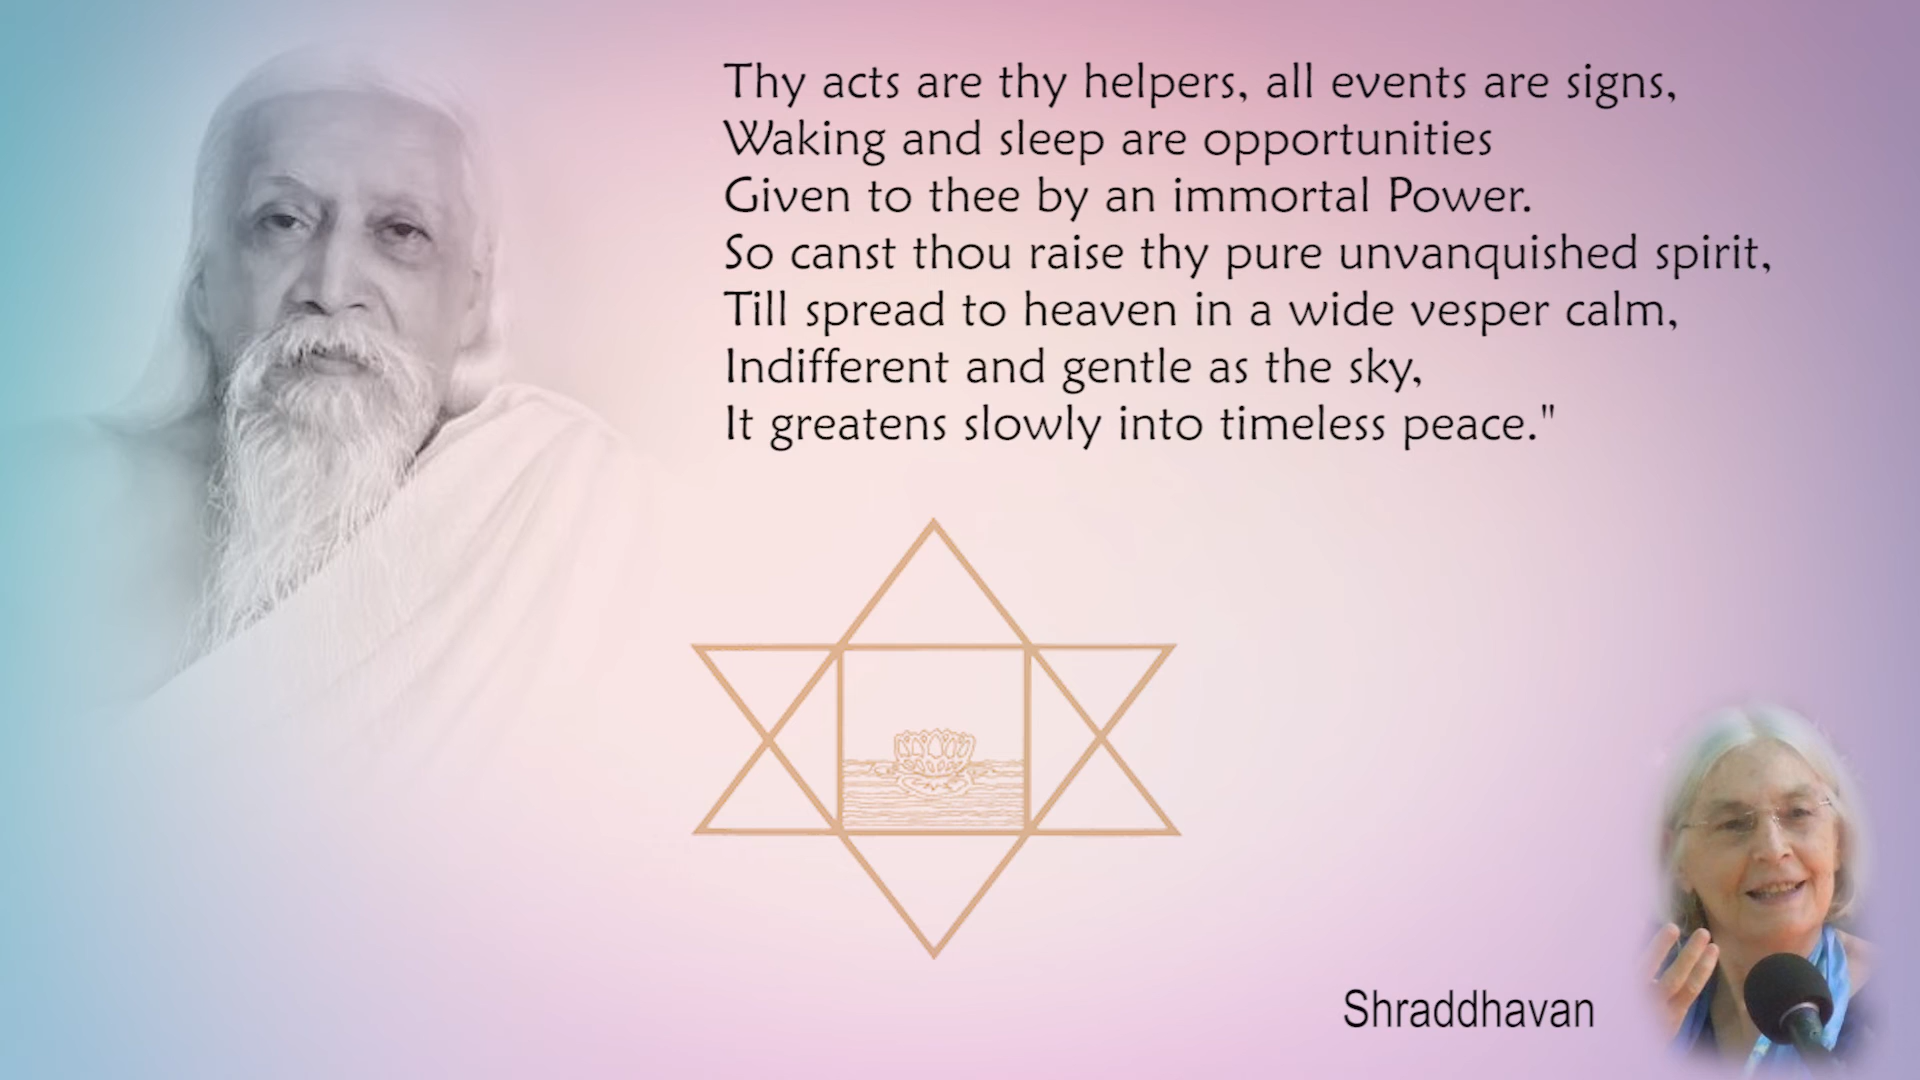 Thy acts are thy helpers, all events are signs,
Waking and sleep are opportunities
Given to thee by an immortal Power.
So canst thou raise thy pure unvanquished spirit,
Till spread to heaven in a wide vesper calm,
Indifferent and gentle as the sky,
It greatens slowly into timeless peace."
Shraddhavan